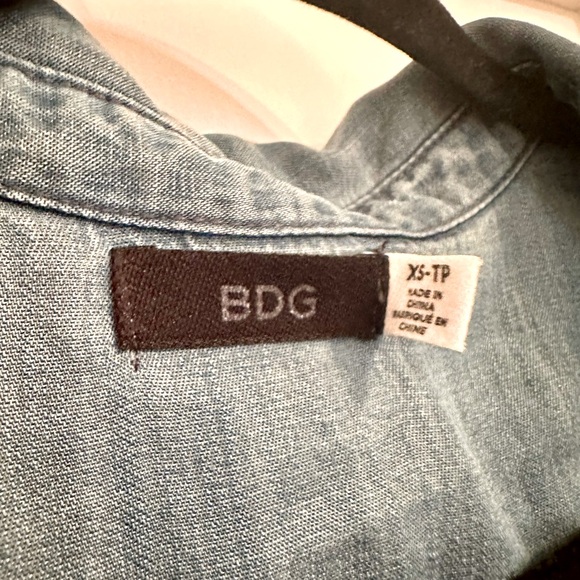 BDG
XS-TP
MADE IN
CHINA
FABRIQUÉ EN
CHINE